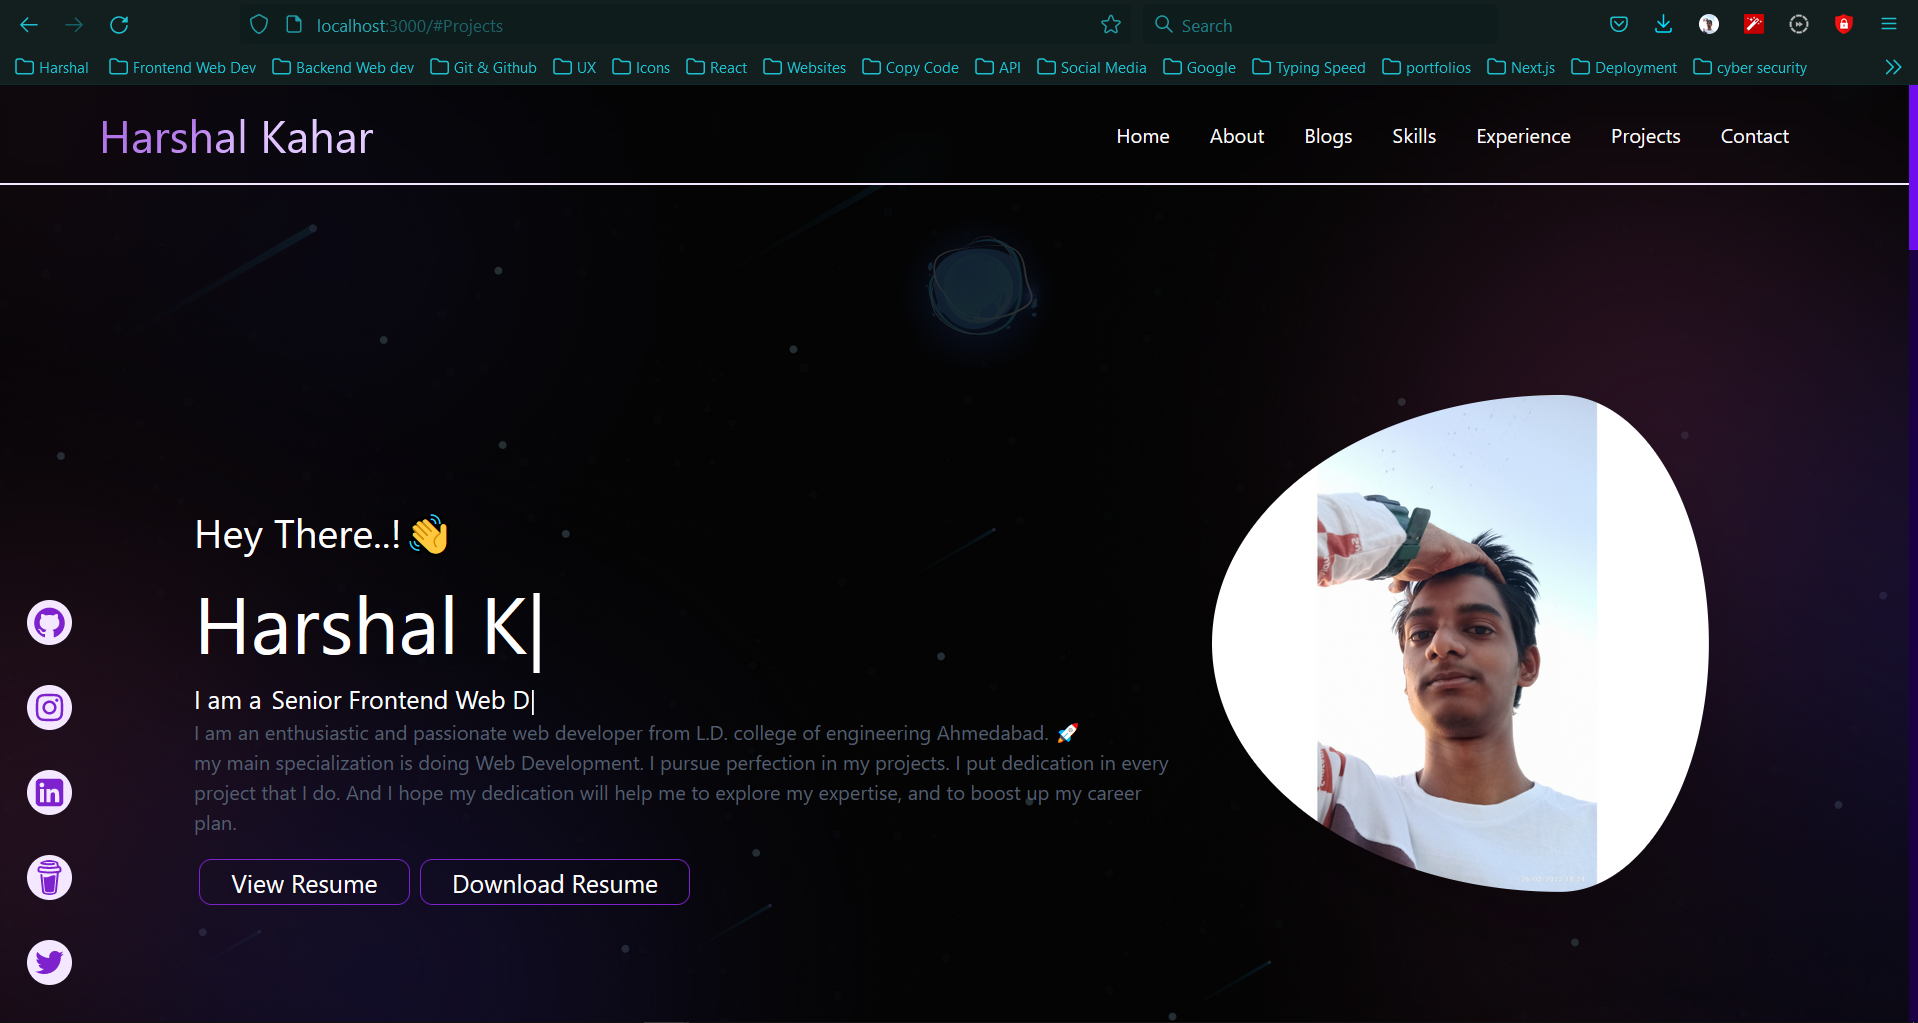 localhost:3000/#Projects
Search
Harshal Frontend Web Dev Backend Web dev Git & Github UX Icons React Websites Copy Code API Social Media Google Typing Speed portfolios Next.js Deployment cyber security
Harshal Kahar
Home About Blogs Skills Experience Projects Contact
Hey There..! 👋
Harshal K|
I am a Senior Frontend Web D|
I am an enthusiastic and passionate web developer from L.D. college of engineering Ahmedabad. 🚀
my main specialization is doing Web Development. I pursue perfection in my projects. I put dedication in every
project that I do. And I hope my dedication will help me to explore my expertise, and to boost up my career
plan.
View Resume Download Resume